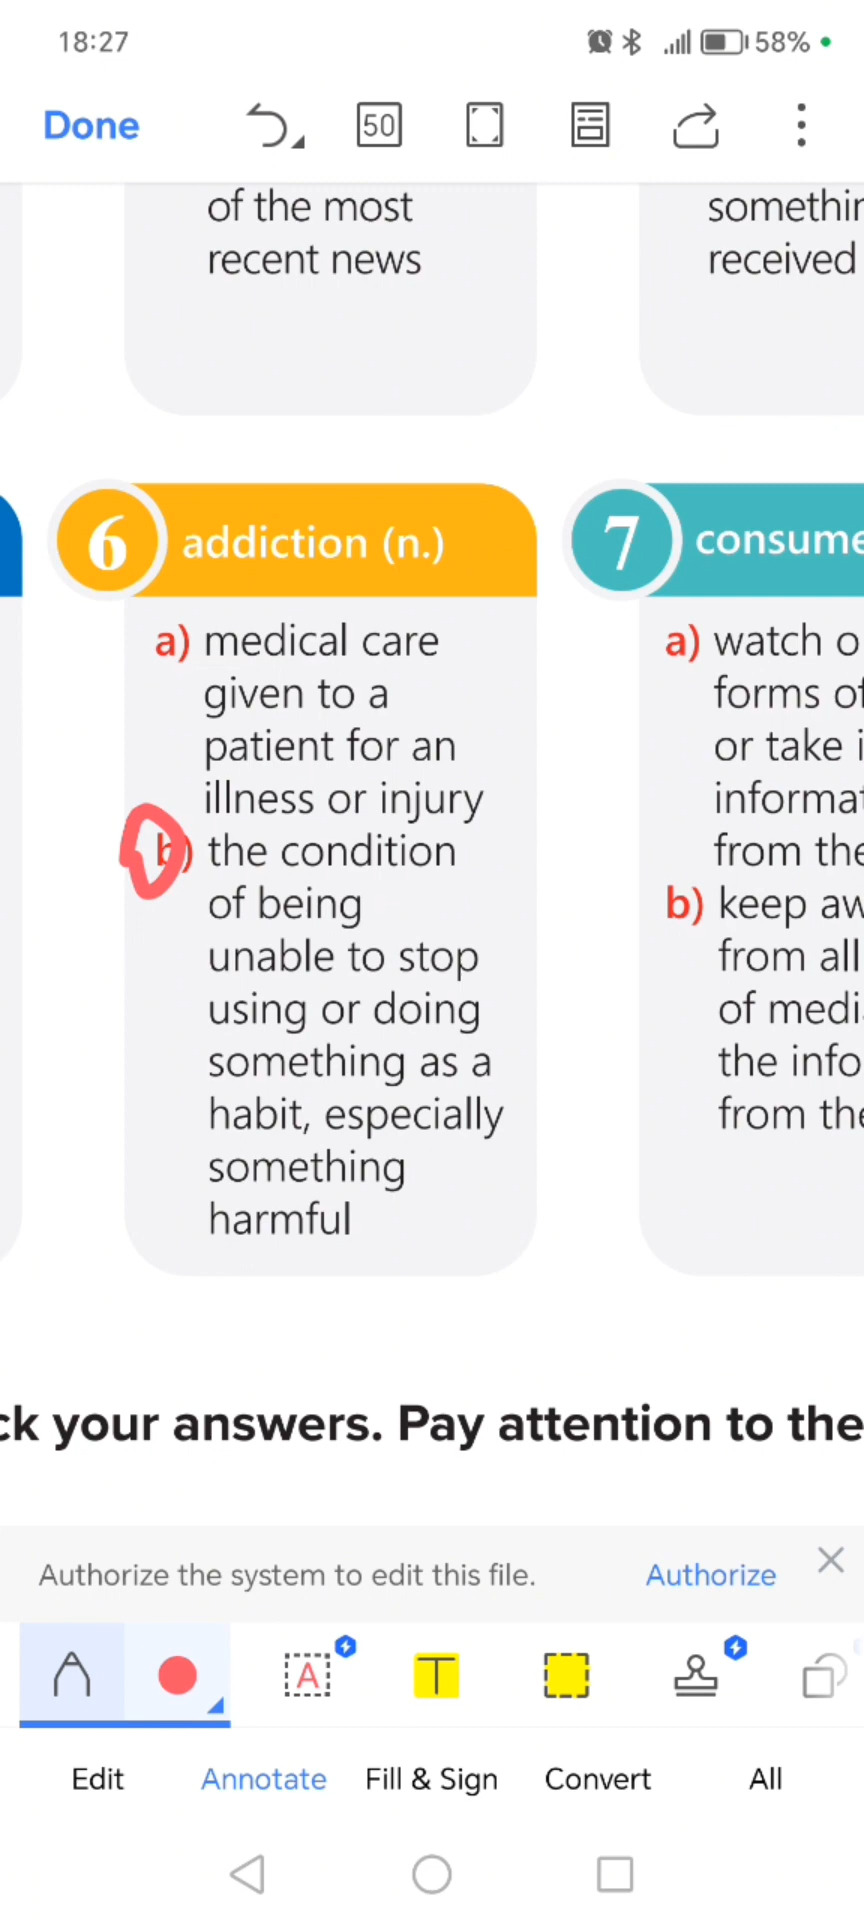 18:27
58%
Done
50
of the most
recent news
somethin
received
6 addiction (n.)
a) medical care
given to a
patient for an
illness or injury
b) the condition
of being
unable to stop
using or doing
something as a
habit, especially
something
harmful
7 consume
a) watch o
forms of
or take i
informat
from the
b) keep aw
from all
of media
the info
from the
ck your answers. Pay attention to the
Authorize the system to edit this file.
Authorize
A
T
Edit
Annotate
Fill & Sign
Convert
All